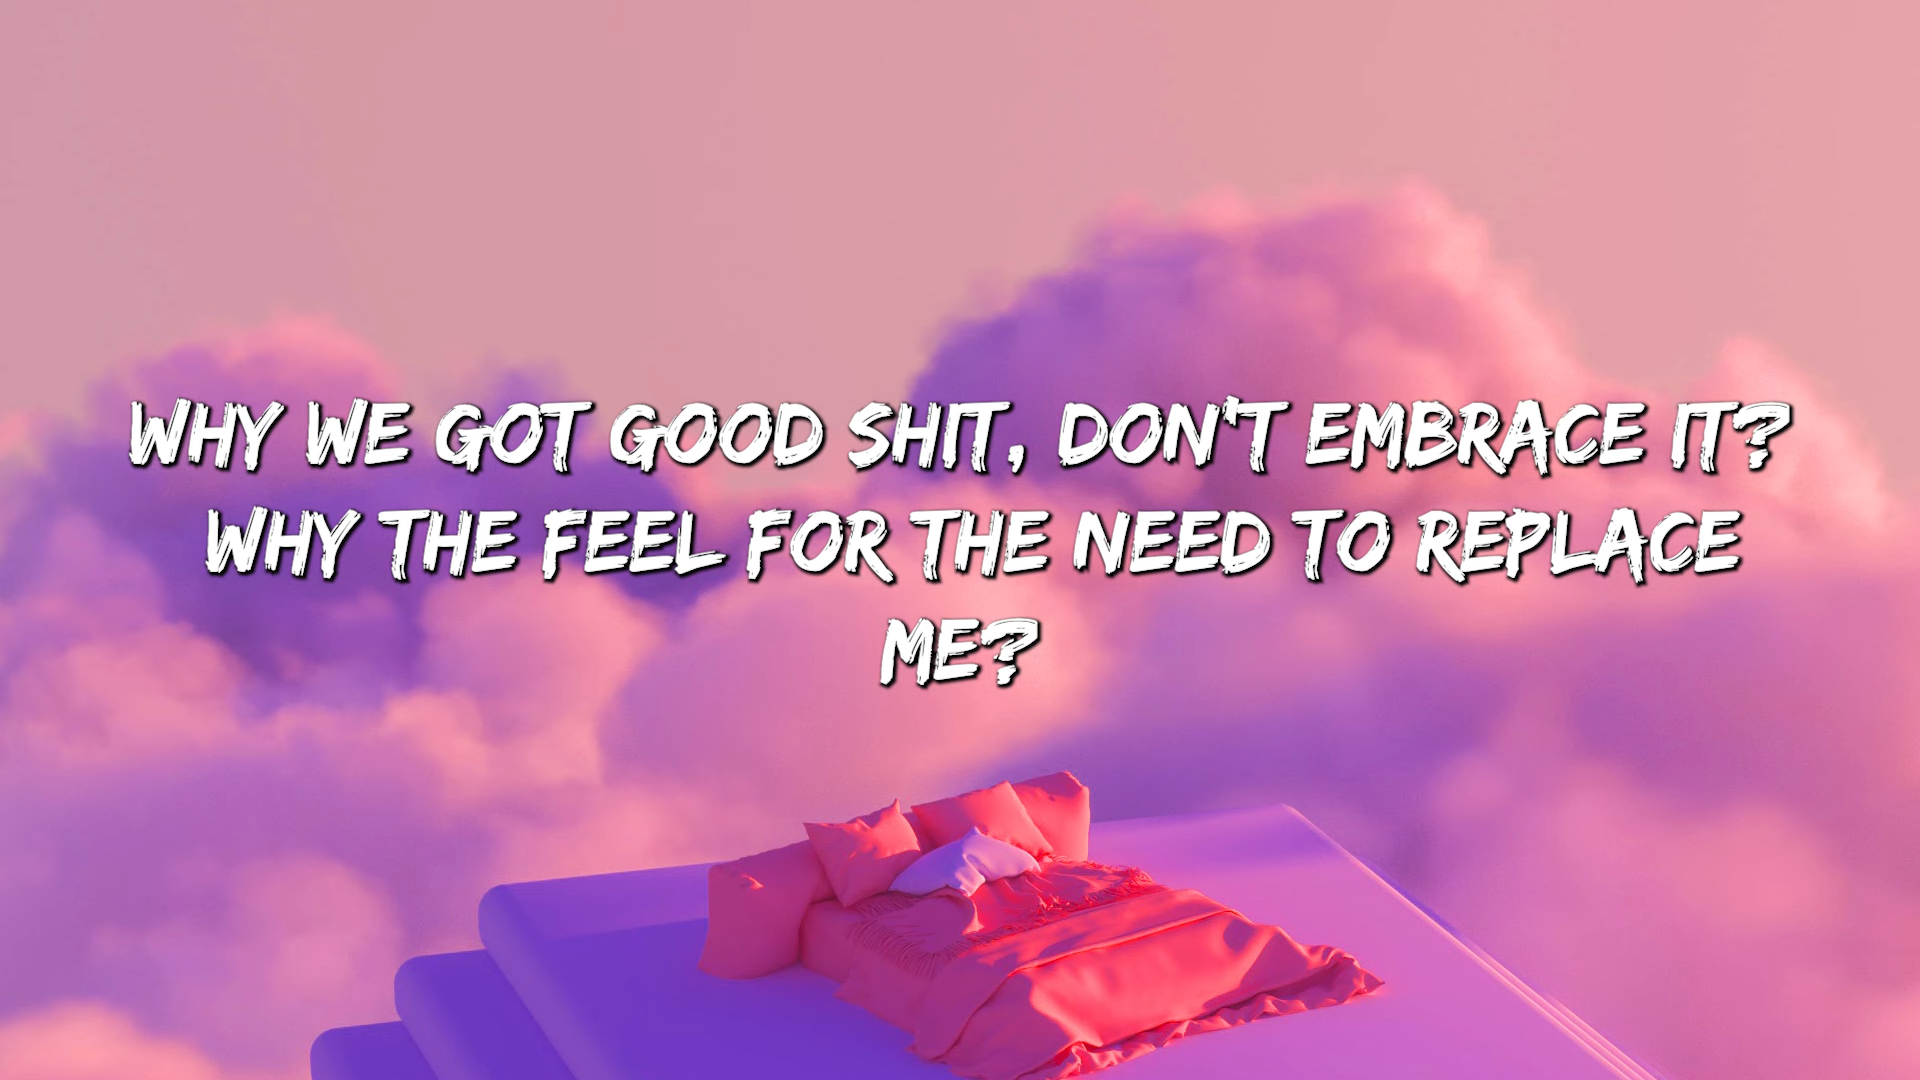 WHY WE GOT GOOD SHIT, DON'T EMBRACE IT?
WHY THE FEEL FOR THE NEED TO REPLACE
ME?